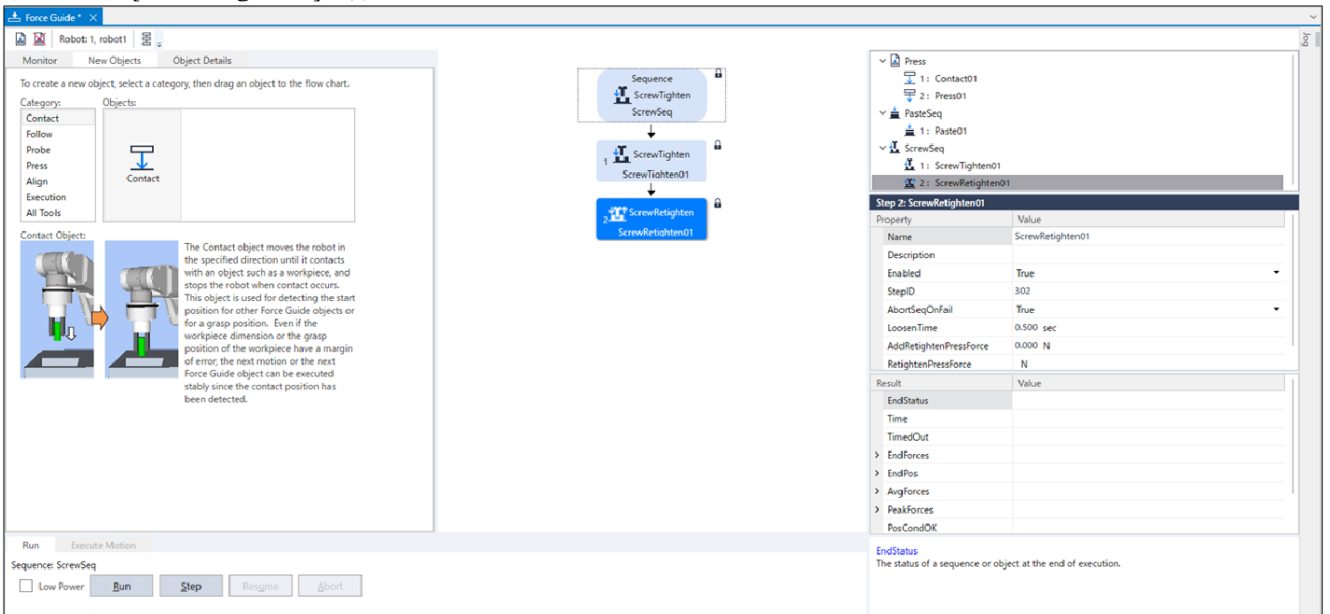 Force Guide *
Robot: 1, robot1
Jog
Monitor New Objects Object Details
To create a new object, select a category, then drag an object to the flow chart.
Category: Objects:
Contact
Follow
Probe
Press
Align
Execution
All Tools
Contact
Contact Object:
The Contact object moves the robot in
the specified direction until it contacts
with an object such as a workpiece, and
stops the robot when contact occurs.
This object is used for detecting the start
position for other Force Guide objects or
for a grasp position. Even if the
workpiece dimension or the grasp
position of the workpiece have a margin
of error, the next motion or the next
Force Guide object can be executed
stably since the contact position has
been detected.
Sequence
ScrewTighten
ScrewSeq
1 ScrewTighten
ScrewTighten01
2 ScrewRetighten
ScrewRetighten01
Press
1: Contact01
2: Press01
PasteSeq
1: Paste01
ScrewSeq
1: ScrewTighten01
2: ScrewRetighten01
Step 2: ScrewRetighten01
Property Value
Name ScrewRetighten01
Description
Enabled True
StepID 302
AbortSeqOnFail True
LoosenTime 0.500 sec
AddRetightenPressForce 0.000 N
RetightenPressForce N
Result Value
EndStatus
Time
TimedOut
EndForces
EndPos
AvgForces
PeakForces
PosCondOK
EndStatus
The status of a sequence or object at the end of execution.
Run Execute Motion
Sequence: ScrewSeq
Low Power Run Step Resume Abort